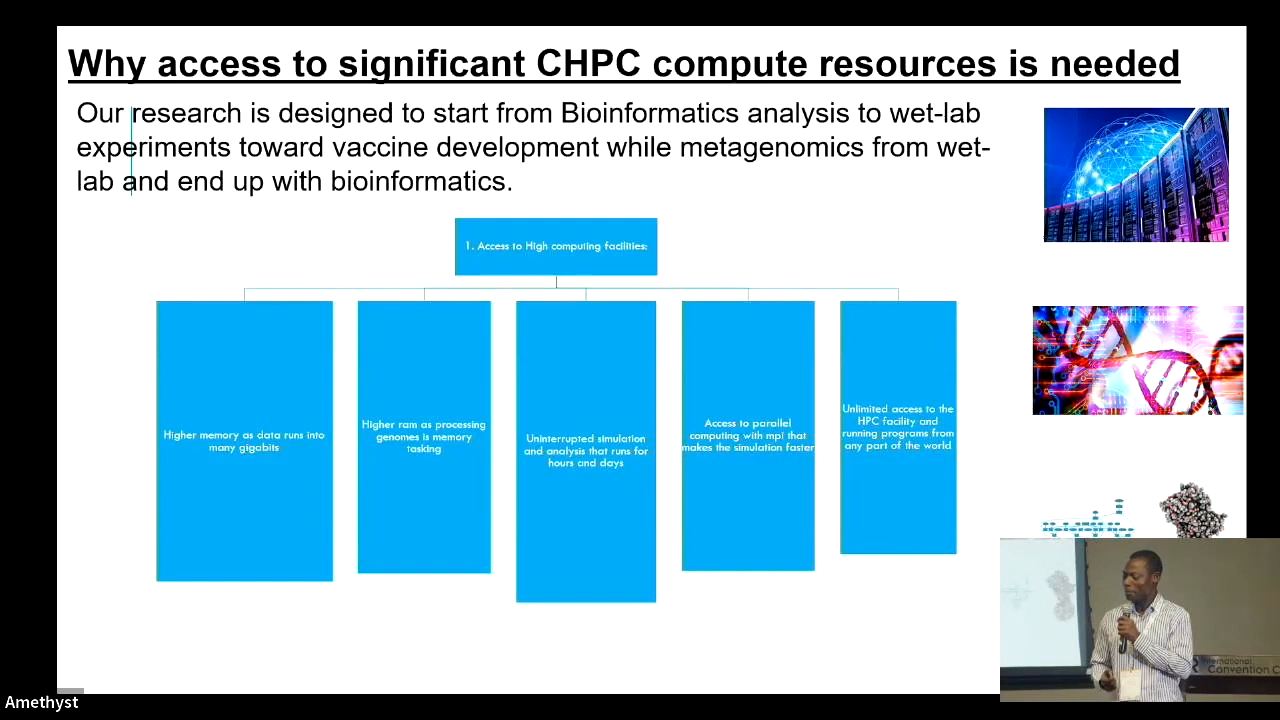 Why access to significant CHPC compute resources is needed
Our research is designed to start from Bioinformatics analysis to wet-lab
experiments toward vaccine development while metagenomics from wet-
lab and end up with bioinformatics.
1. Access to High computing facilities:
Higher memory as data runs into
many gigabits
Higher ram as processing
genomes is memory
tasking
Uninterrupted simulation
and analysis that runs for
hours and days
Access to parallel
computing with mpi that
makes the simulation faster
Unlimited access to the
HPC facility and
running programs from
any part of the world
International
Convention C
Amethyst